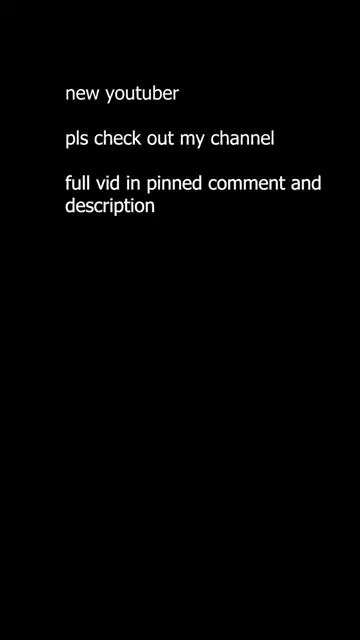 new youtuber
pls check out my channel
full vid in pinned comment and
description